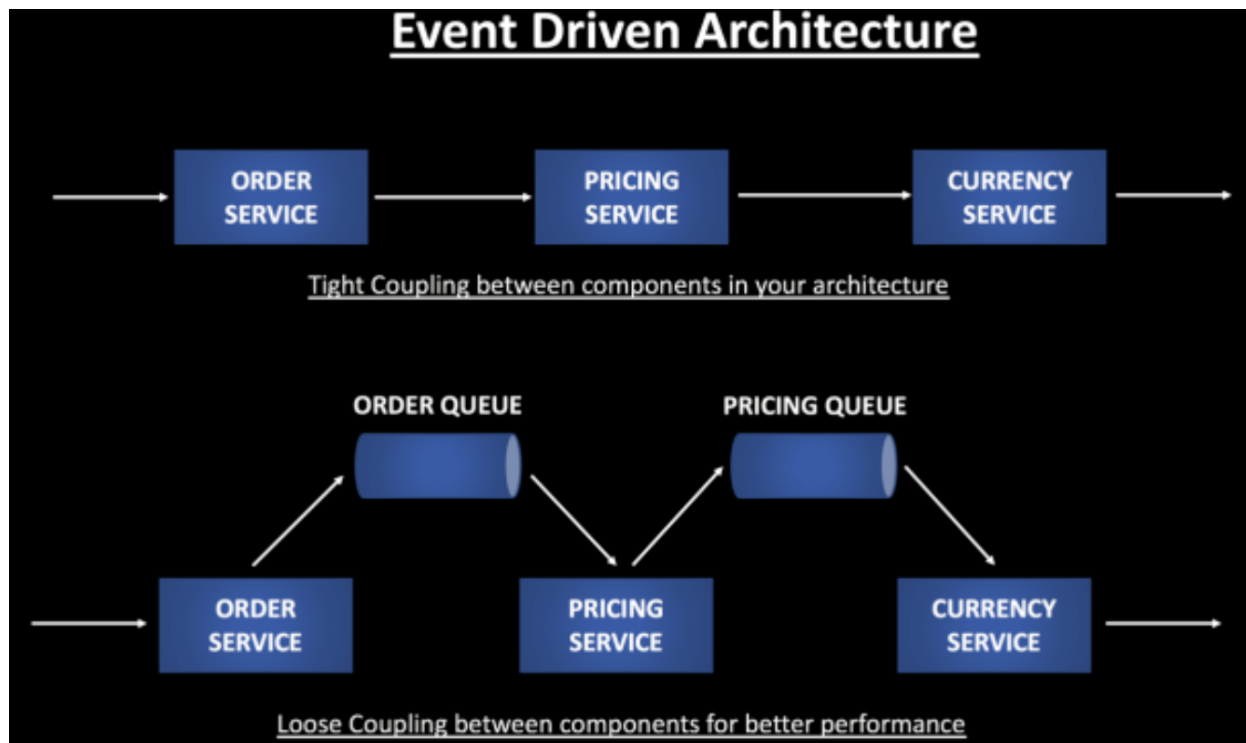 Event Driven Architecture
ORDER
SERVICE
PRICING
SERVICE
CURRENCY
SERVICE
Tight Coupling between components in your architecture
ORDER QUEUE
PRICING QUEUE
ORDER
SERVICE
PRICING
SERVICE
CURRENCY
SERVICE
Loose Coupling between components for better performance